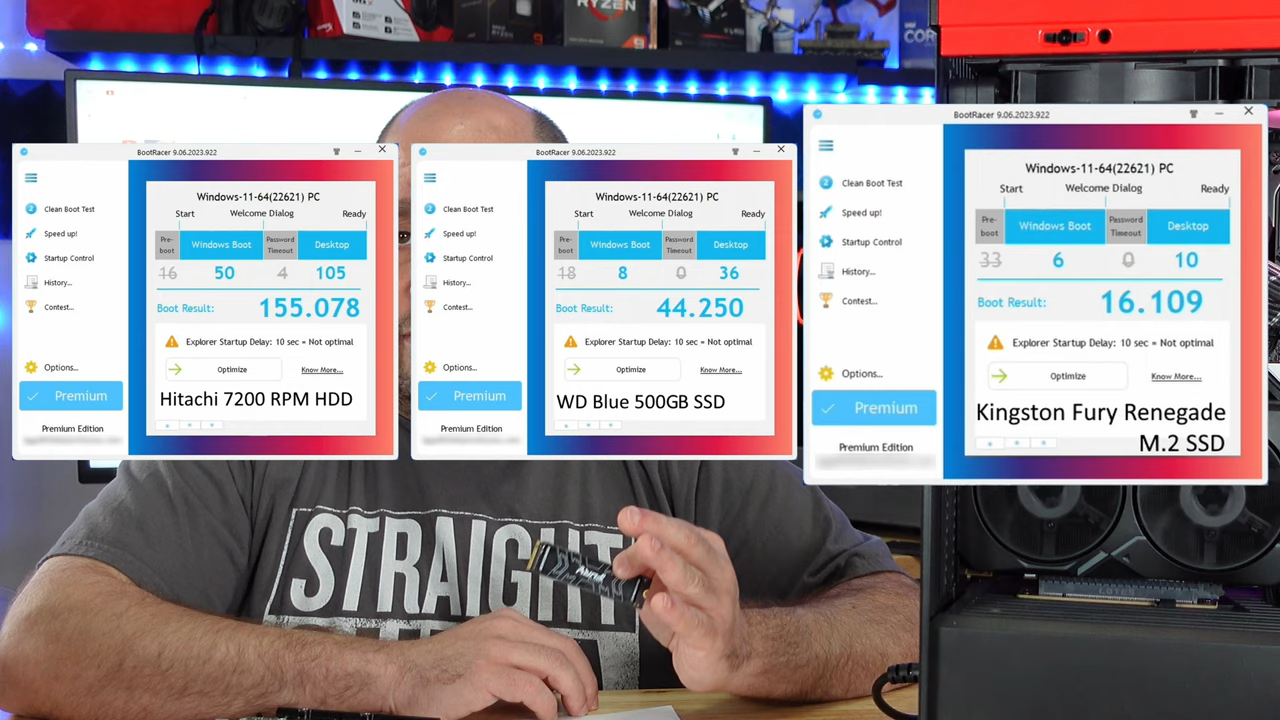 RYZEN
9
CORE
BootRacer 9.06.2023.922
Clean Boot Test
Speed up!
Startup Control
History...
Contest...
Options...
Premium
Premium Edition
Windows-11-64(22621) PC
Start Welcome Dialog Ready
Pre-boot Windows Boot Password Timeout Desktop
16 50 4 105
Boot Result: 155.078
Explorer Startup Delay: 10 sec = Not optimal
Optimize Know More...
Hitachi 7200 RPM HDD
BootRacer 9.06.2023.922
Clean Boot Test
Speed up!
Startup Control
History...
Contest...
Options...
Premium
Premium Edition
Windows-11-64(22621) PC
Start Welcome Dialog Ready
Pre-boot Windows Boot Password Timeout Desktop
18 8 0 36
Boot Result: 44.250
Explorer Startup Delay: 10 sec = Not optimal
Optimize Know More...
WD Blue 500GB SSD
BootRacer 9.06.2023.922
Clean Boot Test
Speed up!
Startup Control
History...
Contest...
Options...
Premium
Premium Edition
Windows-11-64(22621) PC
Start Welcome Dialog Ready
Pre-boot Windows Boot Password Timeout Desktop
33 6 0 10
Boot Result: 16.109
Explorer Startup Delay: 10 sec = Not optimal
Optimize Know More...
Kingston Fury Renegade
M.2 SSD
STRAIGHT